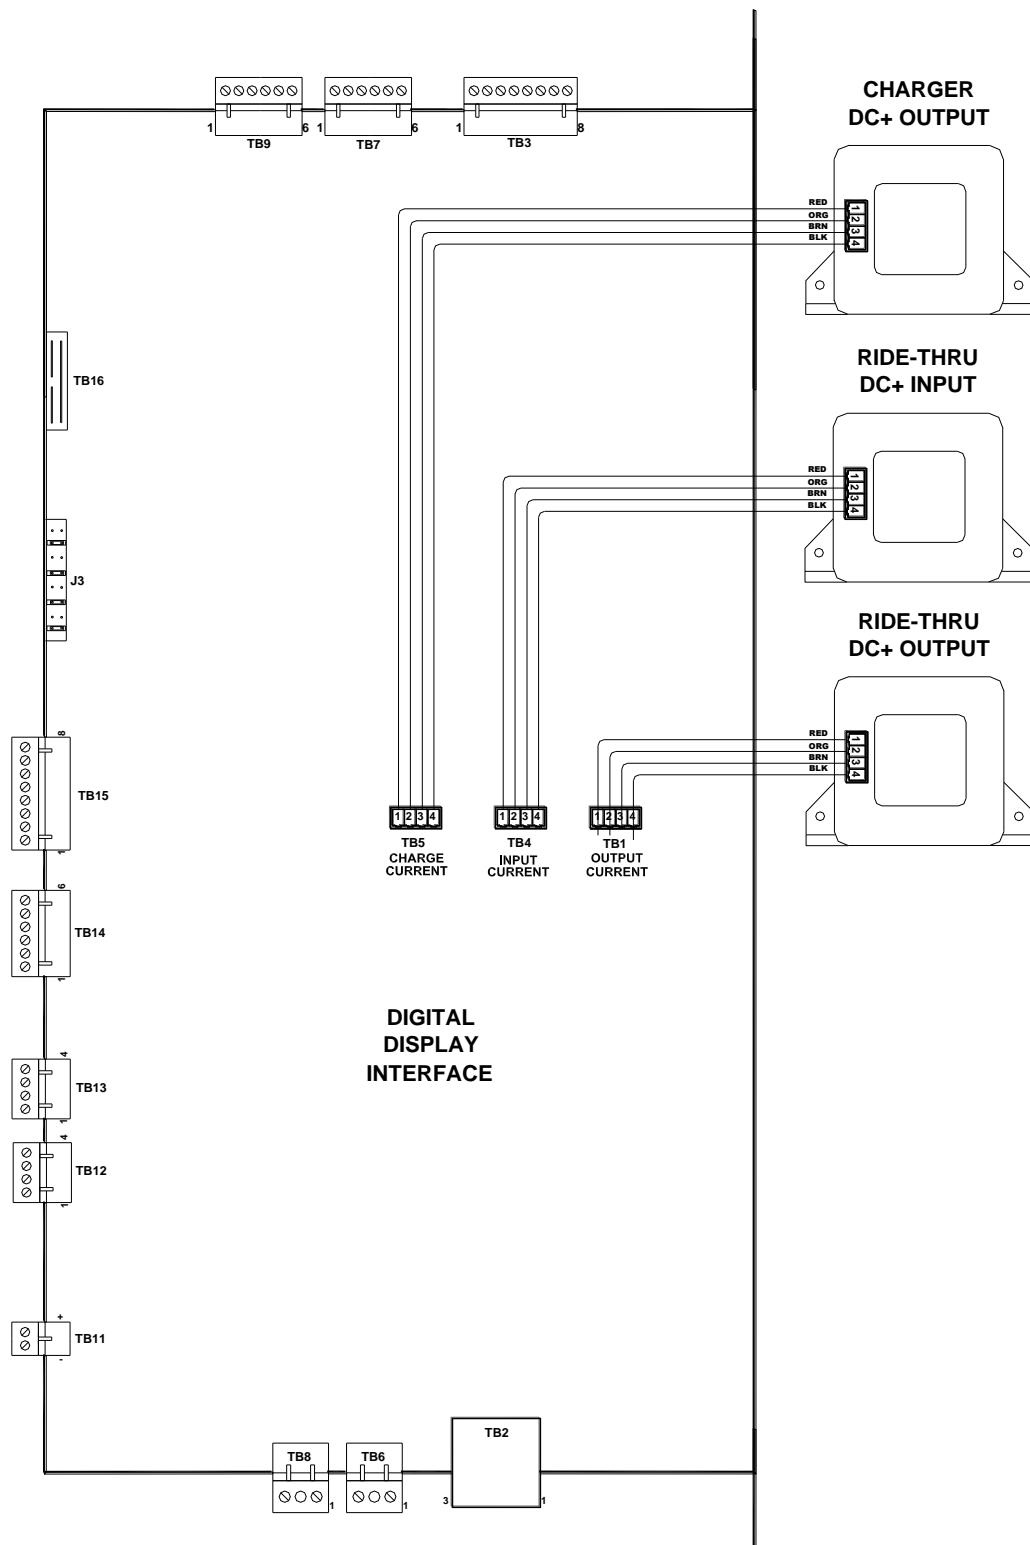 CHARGER
DC+ OUTPUT
1 6 1 6 1 8
TB9 TB7 TB3
RED
ORG
BRN
BLK
1
2
3
4
TB16
RIDE-THRU
DC+ INPUT
RED
ORG
BRN
BLK
1
2
3
4
J3
RIDE-THRU
DC+ OUTPUT
RED
ORG
BRN
BLK
1
2
3
4
8
TB15
1
1 2 3 4
TB5
CHARGE
CURRENT
1 2 3 4
TB4
INPUT
CURRENT
1 2 3 4
TB1
OUTPUT
CURRENT
6
TB14
1
DIGITAL
DISPLAY
INTERFACE
4
TB13
1
4
TB12
1
+
TB11
-
TB8 TB6 TB2
1 1 3 1